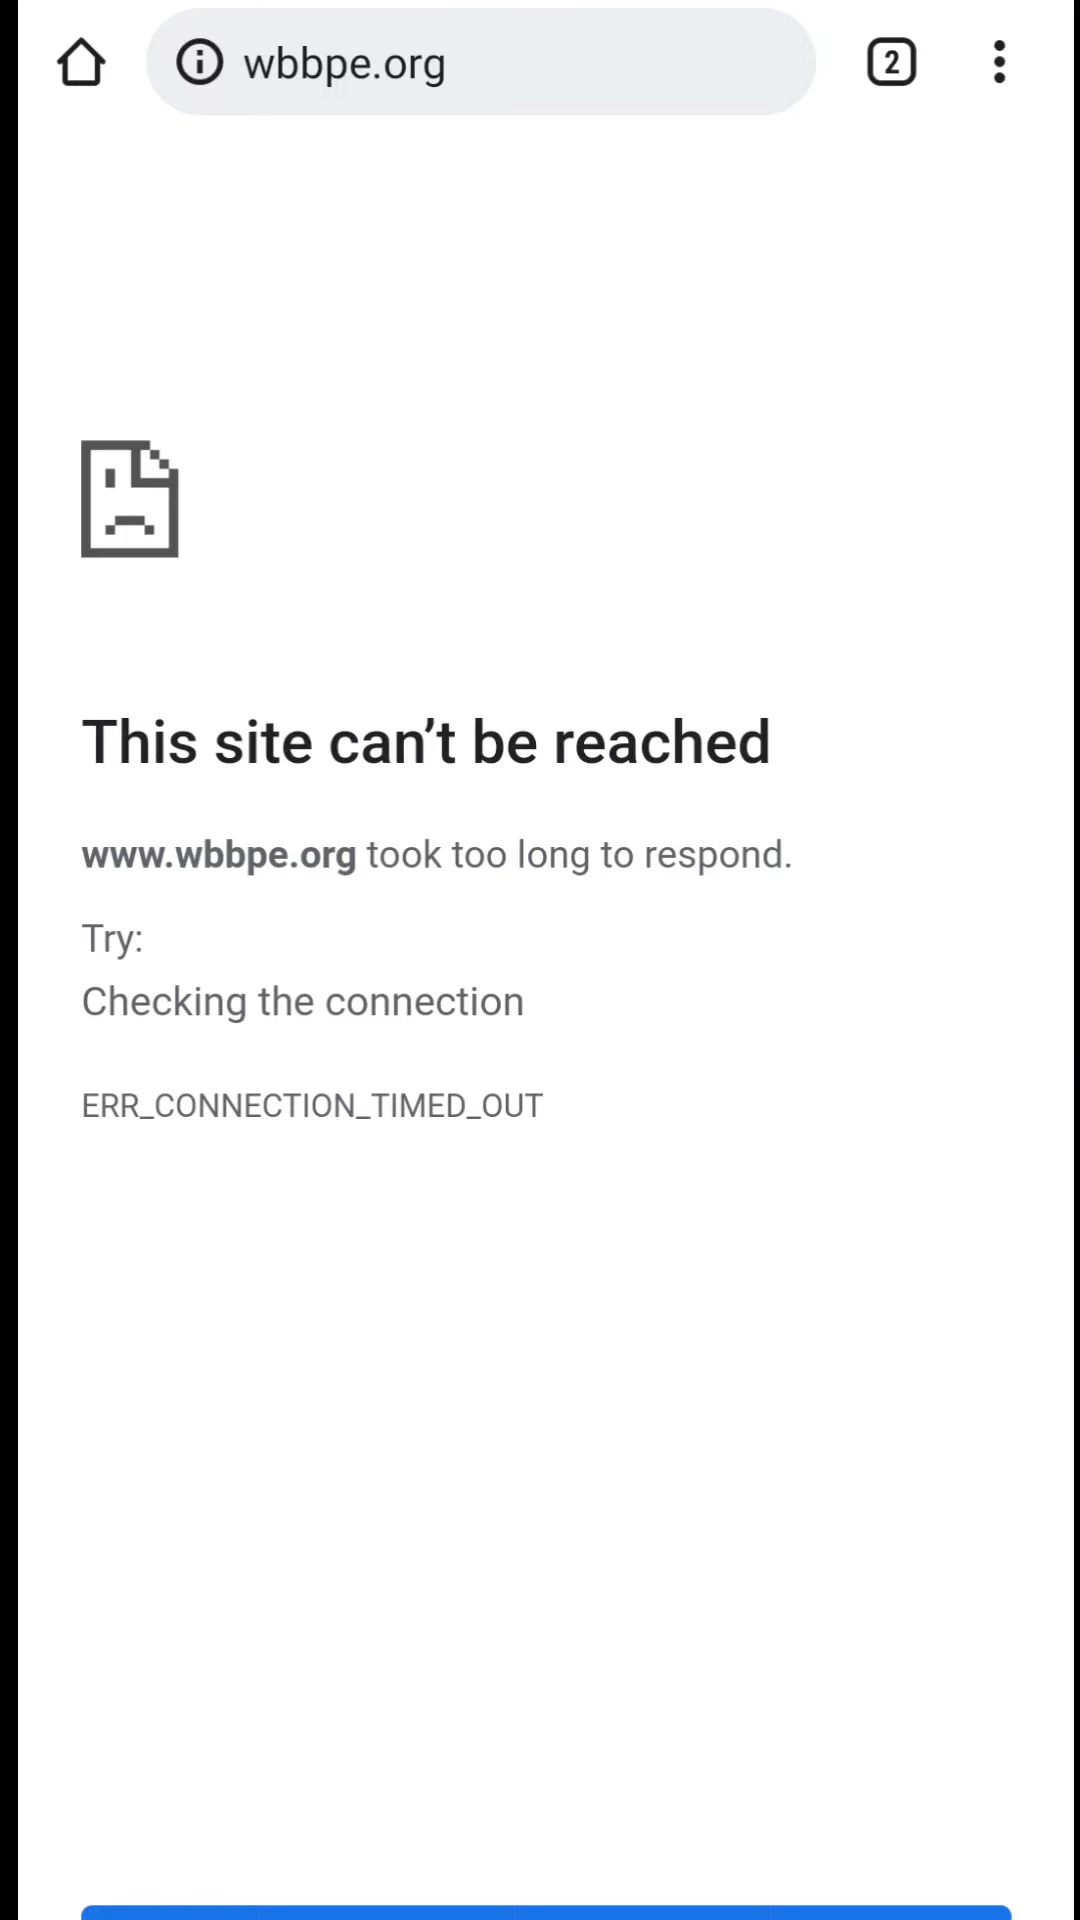 wbbpe.org
2
This site can’t be reached
www.wbbpe.org took too long to respond.
Try:
Checking the connection
ERR_CONNECTION_TIMED_OUT